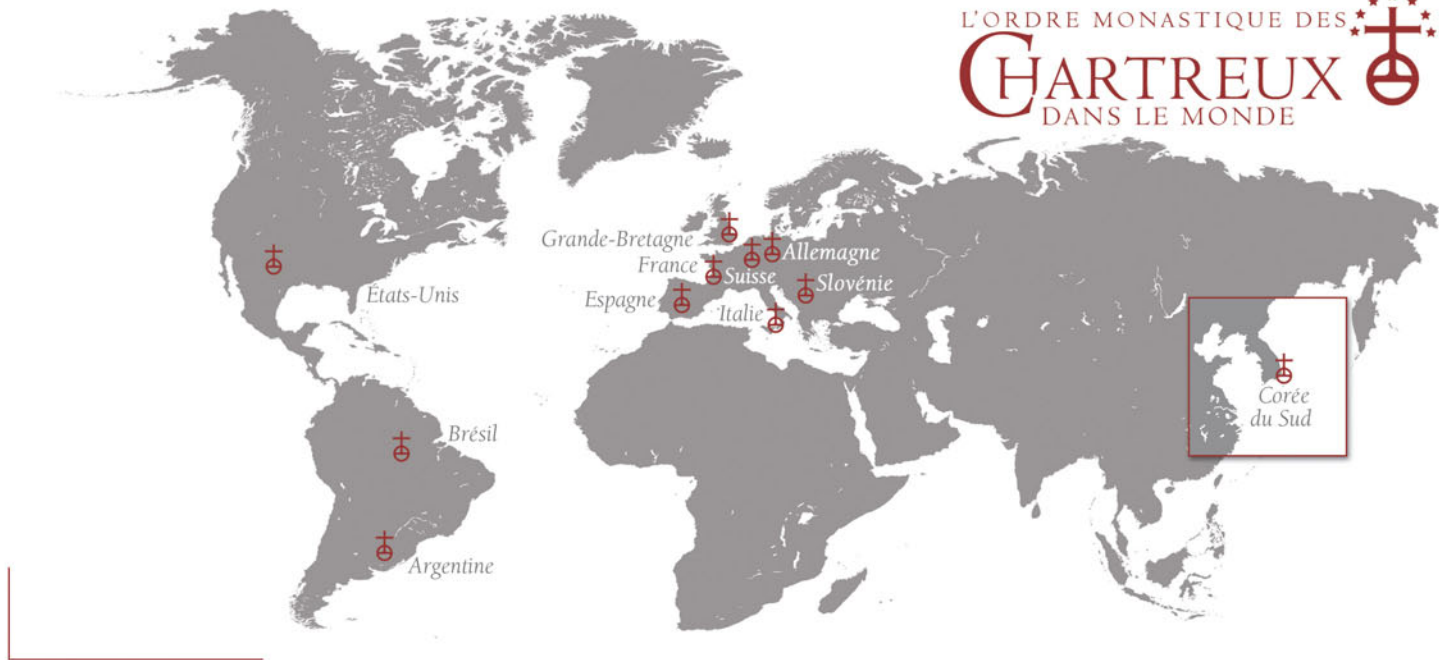 L'ORDRE MONASTIQUE DES
CHARTREUX
DANS LE MONDE
Grande-Bretagne
Allemagne
France
Suisse
Slovénie
États-Unis
Espagne
Italie
Corée
du Sud
Brésil
Argentine